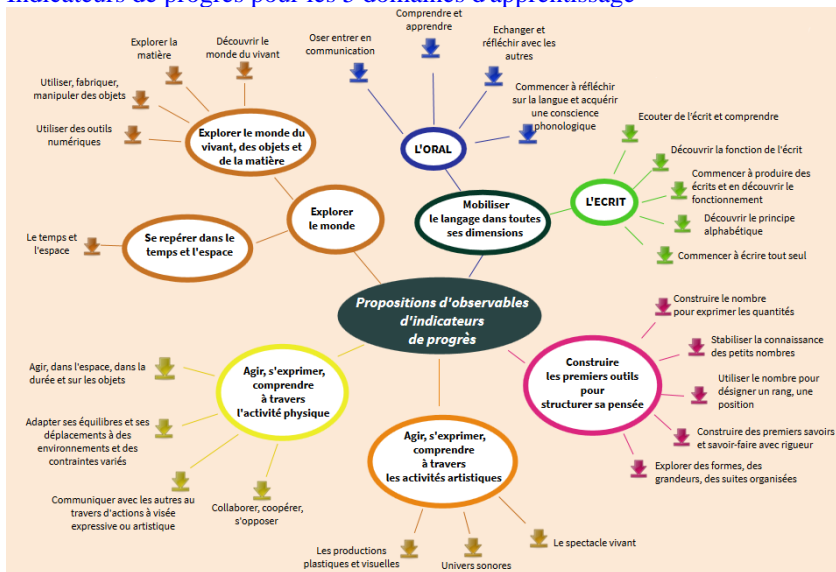 Indicateurs de progrès pour les 5 domaines d'apprentissage
Comprendre et
apprendre
Oser entrer en
communication
Echanger et
réfléchir avec les
autres
Explorer la
matière
Découvrir le
monde du vivant
Utiliser, fabriquer,
manipuler des objets
Utiliser des outils
numériques
Explorer le monde du
vivant, des objets et
de la matière
L'ORAL
Commencer à réfléchir
sur la langue et acquérir
une conscience
phonologique
Ecouter de l'écrit et comprendre
Découvrir la fonction de l'écrit
Commencer à produire des
écrits et en découvrir le
fonctionnement
Découvrir le principe
alphabétique
Commencer à écrire tout seul
L'ECRIT
Mobiliser
le langage dans toutes
ses dimensions
Explorer
le monde
Se repérer dans le
temps et l'espace
Le temps et
l'espace
Propositions d'observables
d'indicateurs
de progrès
Construire le nombre
pour exprimer les quantités
Stabiliser la connaissance
des petits nombres
Utiliser le nombre pour
désigner un rang, une
position
Construire des premiers savoirs
et savoir-faire avec rigueur
Explorer des formes, des
grandeurs, des suites organisées
Construire
les premiers outils
pour
structurer sa pensée
Agir, s'exprimer,
comprendre
à travers
l'activité physique
Agir, dans l'espace, dans la
durée et sur les objets
Adapter ses équilibres et ses
déplacements à des
environnements et des
contraintes variés
Communiquer avec les autres au
travers d'actions à visée
expressive ou artistique
Collaborer, coopérer,
s'opposer
Agir, s'exprimer,
comprendre
à travers
les activités artistiques
Les productions
plastiques et visuelles
Univers sonores
Le spectacle vivant